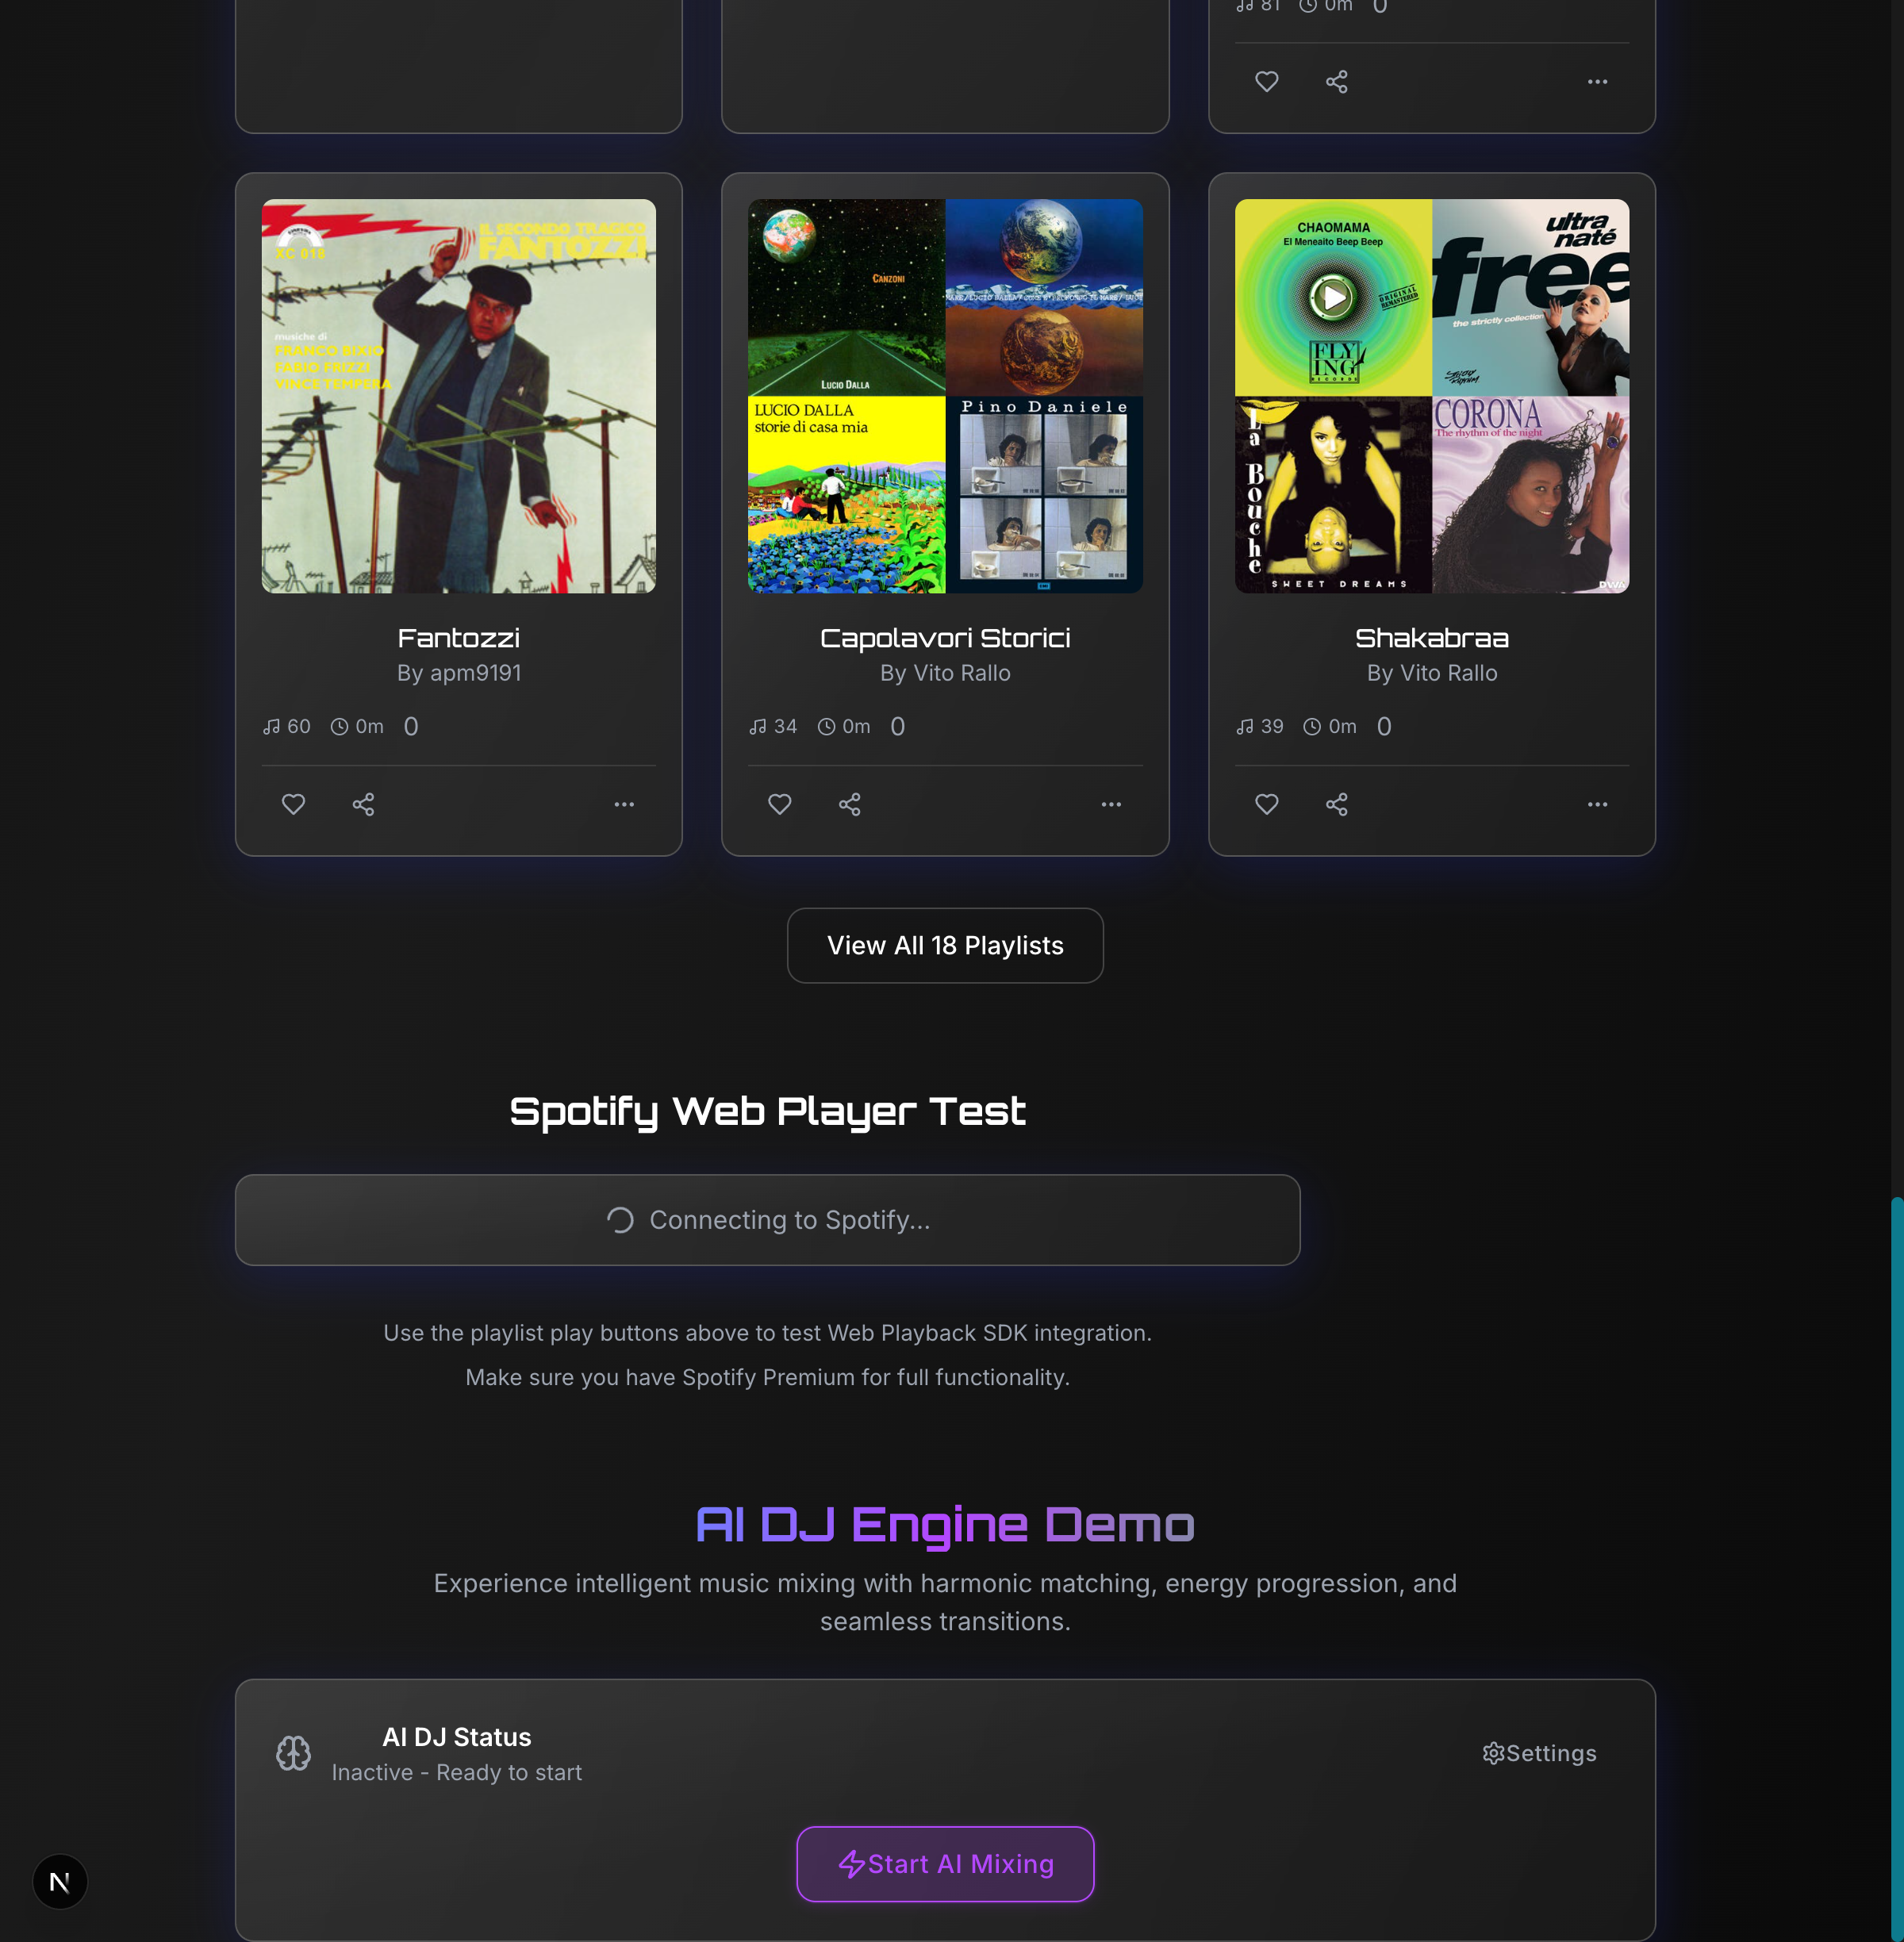 81 0m 0
IL SECONDO TRAGICO
FANTOZZI
XC 018
musiche di
FRANCO BIXIO
FABIO FRIZZI
VINCE TEMPERA
CANZONI
LUCIO DALLA
LUCIO DALLA
storie di casa mia
Pino Daniele
CHAOMAMA
El Meneaito Beep Beep
ORIGINAL
REMASTERED
FLY
ING
RECORDS
ultra
naté
free
the strictly collection
STRICTLY
RHYTHM
La Bouche
SWEET DREAMS
CORONA
The rhythm of the night
DWA
Fantozzi
By apm9191
60 0m 0
Capolavori Storici
By Vito Rallo
34 0m 0
Shakabraa
By Vito Rallo
39 0m 0
View All 18 Playlists
Spotify Web Player Test
Connecting to Spotify...
Use the playlist play buttons above to test Web Playback SDK integration.
Make sure you have Spotify Premium for full functionality.
AI DJ Engine Demo
Experience intelligent music mixing with harmonic matching, energy progression, and
seamless transitions.
AI DJ Status
Inactive - Ready to start
Settings
Start AI Mixing
N